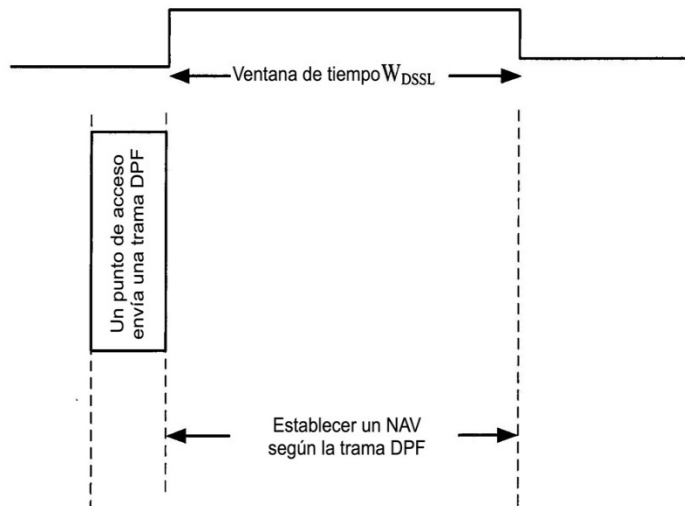 Ventana de tiempo W_DSSL
Un punto de acceso
envía una trama DPF
Establecer un NAV
según la trama DPF